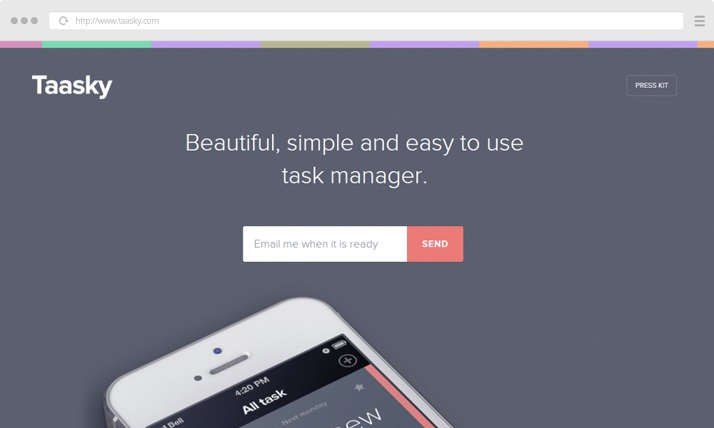 http://www.taasky.com
Taasky
PRESS KIT
Beautiful, simple and easy to use
task manager.
Email me when it is ready
SEND
4:20 PM
Bell
All task
Next monday
new